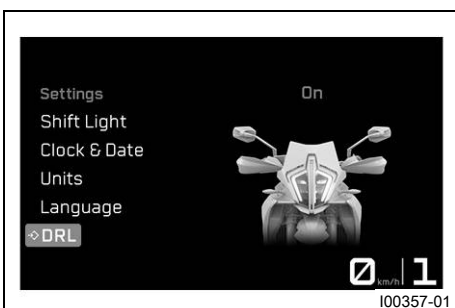 Settings
On
Shift Light
Clock & Date
Units
Language
DRL
0 km/h 1
I00357-01